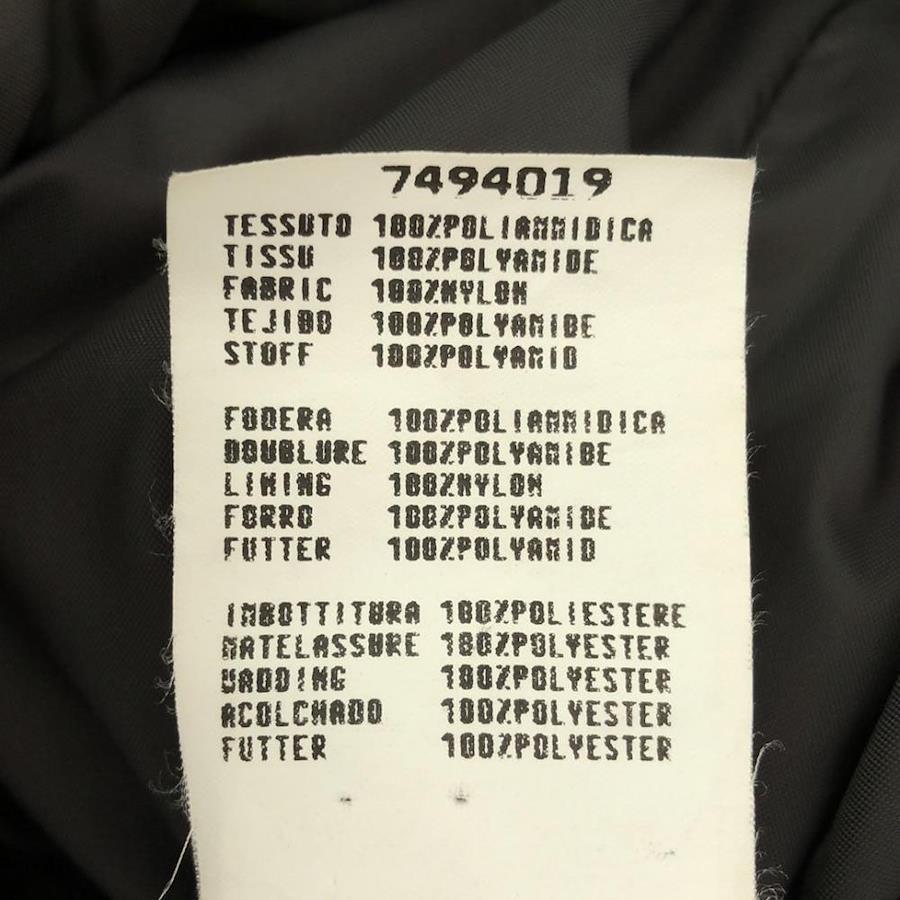 7494019
TESSUTO 100%POLIAMMIDICA
TISSU 100%POLYAMIDE
FABRIC 100%NYLON
TEJIDO 100%POLYAMIDE
STOFF 100%POLYAMID
FODERA 100%POLIAMMIDICA
DOUBLURE 100%POLYAMIDE
LINING 100%NYLON
FORRO 100%POLYAMIDE
FUTTER 100%POLYAMID
IMBOTTITURA 100%POLIESTERE
MATELASSURE 100%POLYESTER
WADDING 100%POLYESTER
ACOLCHADO 100%POLYESTER
FUTTER 100%POLYESTER